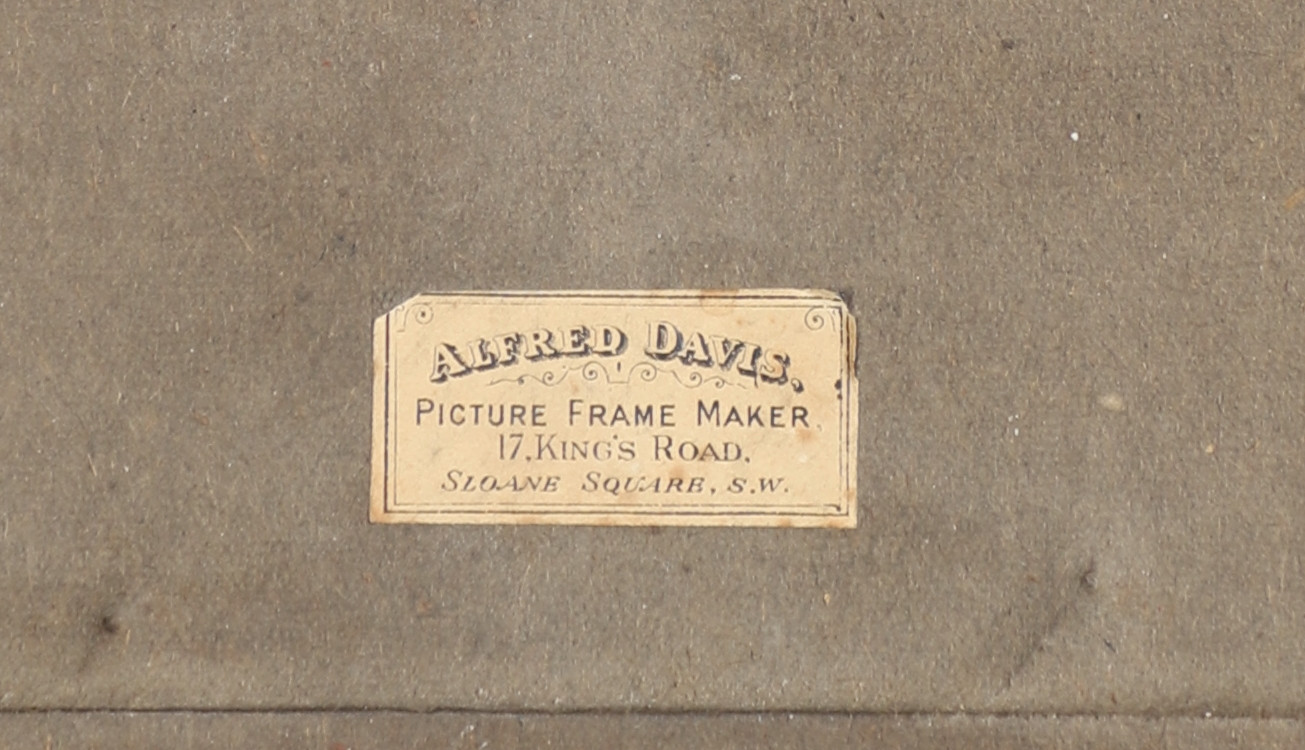 ALFRED DAVIS,
PICTURE FRAME MAKER,
17, KING'S ROAD,
SLOANE SQUARE, S.W.